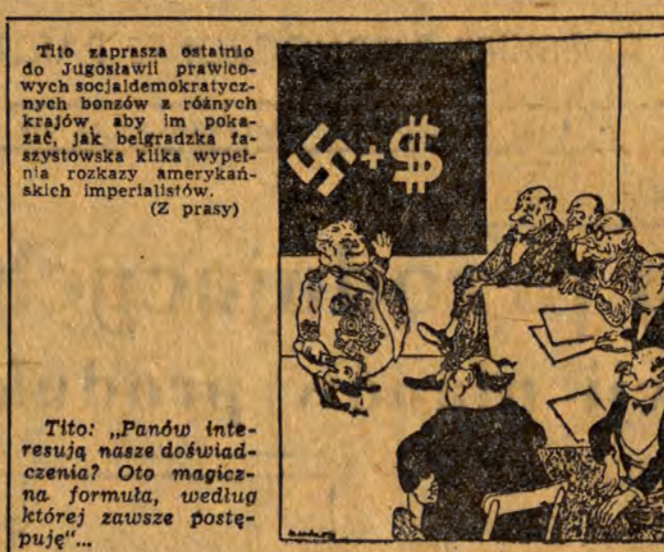 Tito zaprasza ostatnio
do Jugosławii prawico-
wych socjaldemokratycz-
nych bonzów z różnych
krajów, aby im poka-
zać, jak belgradzka fa-
szystowska klika wypeł-
nia rozkazy amerykań-
skich imperialistów.
(Z prasy)
+ $
Tito: „Panów inte-
resują nasze doświad-
czenia? Oto magicz-
na formuła, według
której zawsze postę-
puję"...